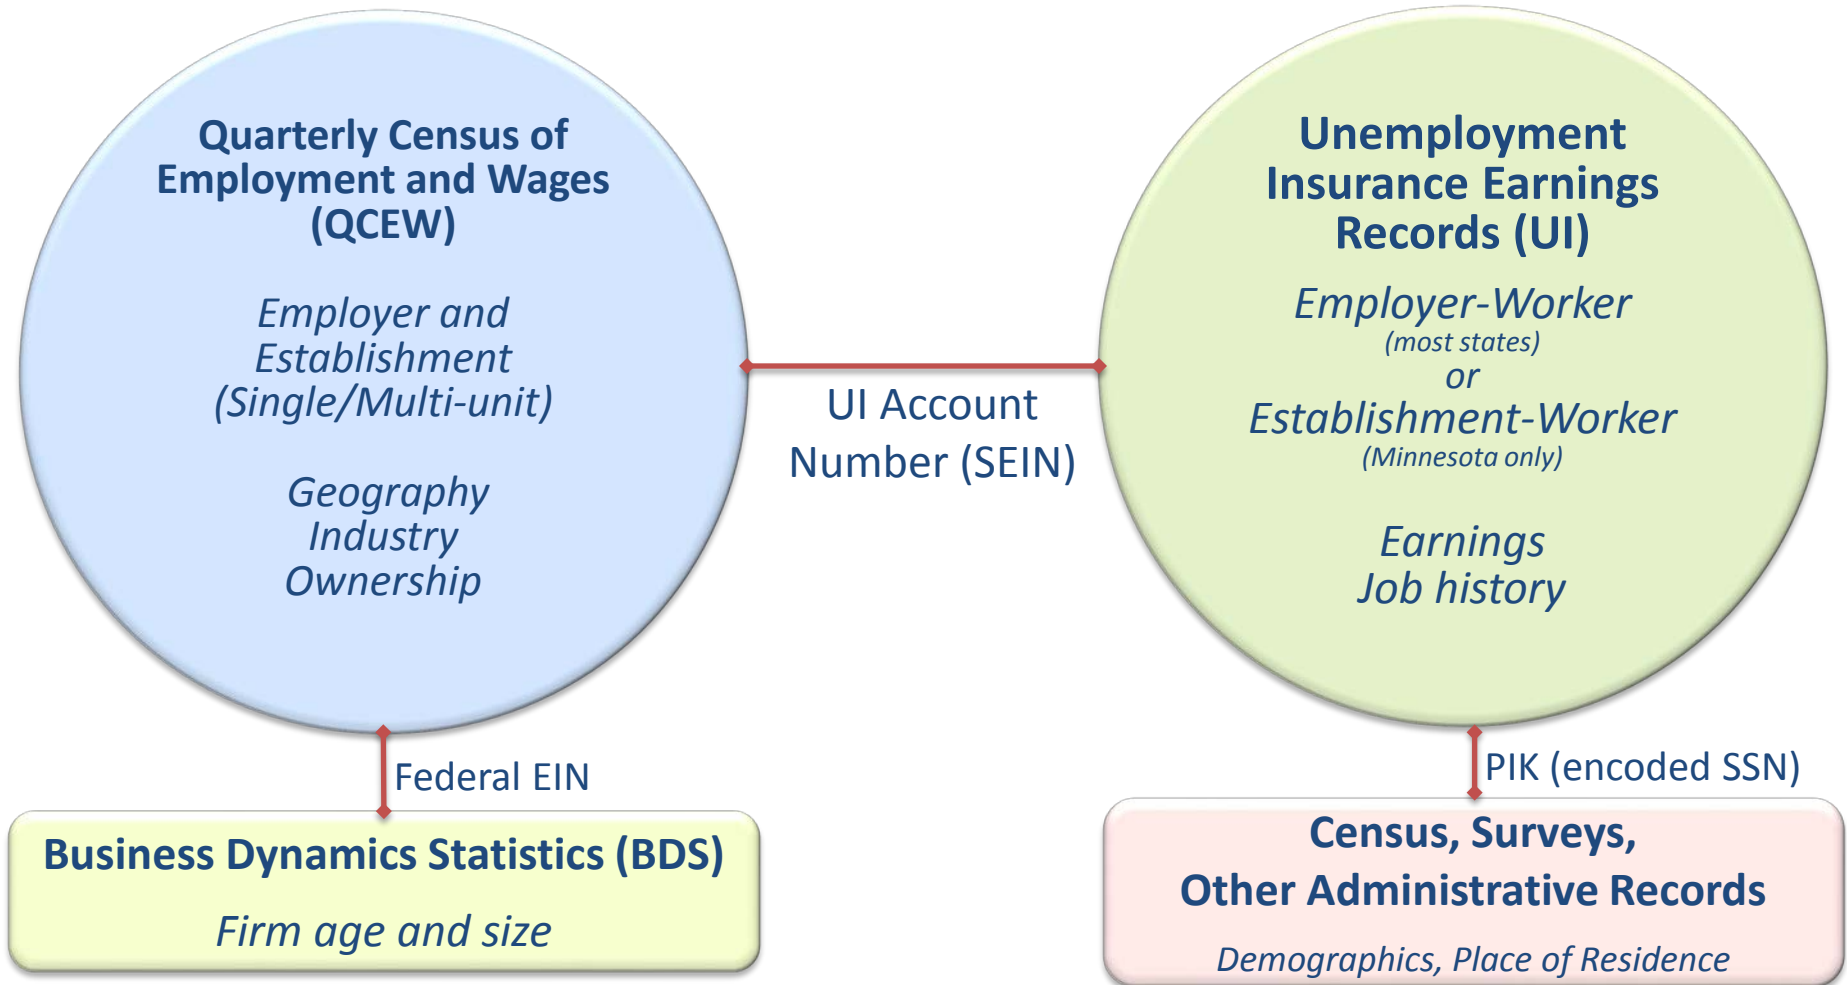 Quarterly Census of
Employment and Wages
(QCEW)
Employer and
Establishment
(Single/Multi-unit)
Geography
Industry
Ownership
UI Account
Number (SEIN)
Unemployment
Insurance Earnings
Records (UI)
Employer-Worker
(most states)
or
Establishment-Worker
(Minnesota only)
Earnings
Job history
Federal EIN
Business Dynamics Statistics (BDS)
Firm age and size
PIK (encoded SSN)
Census, Surveys,
Other Administrative Records
Demographics, Place of Residence